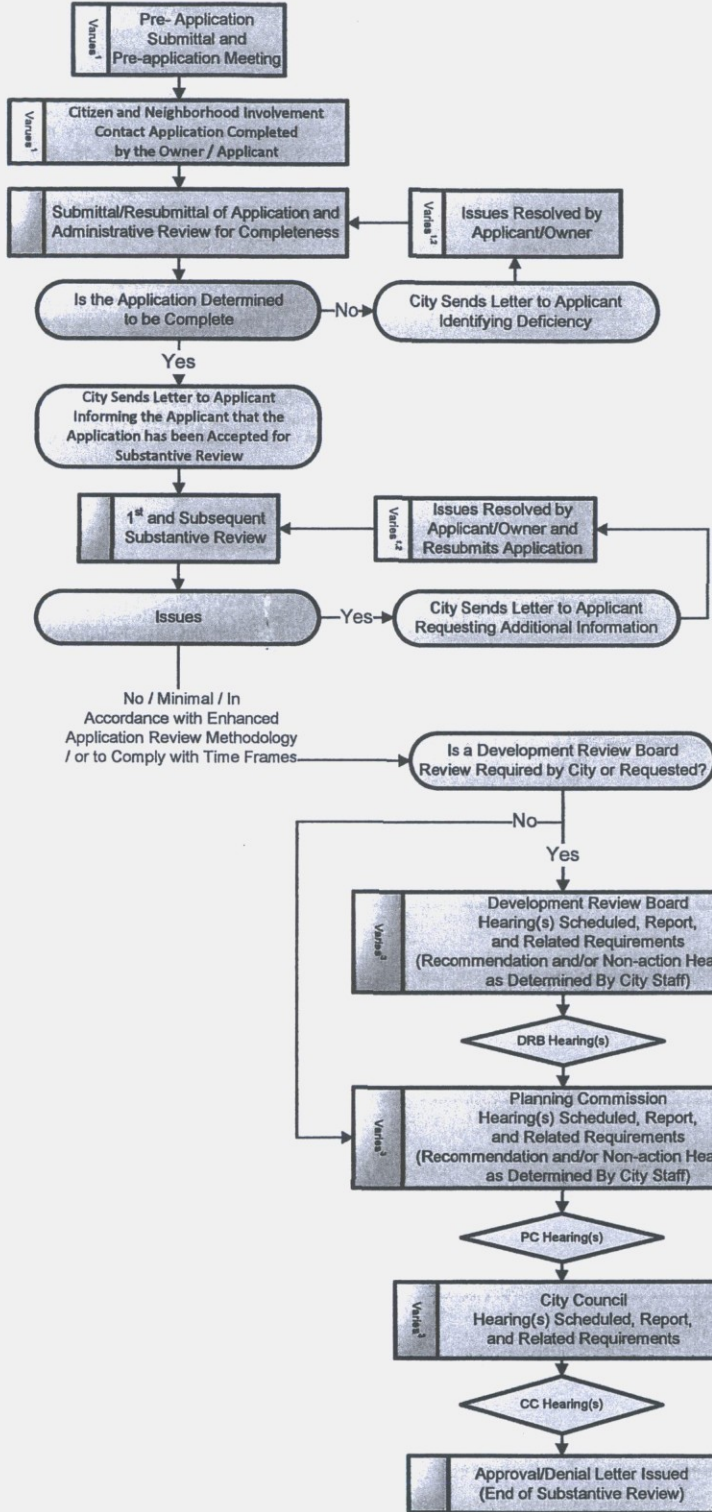 Varies¹
Pre- Application
Submittal and
Pre-application Meeting
Varies¹
Citizen and Neighborhood Involvement
Contact Application Completed
by the Owner / Applicant
Submittal/Resubmittal of Application and
Administrative Review for Completeness
Varies¹,²
Issues Resolved by
Applicant/Owner
Is the Application Determined
to be Complete
No
City Sends Letter to Applicant
Identifying Deficiency
Yes
City Sends Letter to Applicant
Informing the Applicant that the
Application has been Accepted for
Substantive Review
1st and Subsequent
Substantive Review
Varies¹,²
Issues Resolved by
Applicant/Owner and
Resubmits Application
Issues
Yes
City Sends Letter to Applicant
Requesting Additional Information
No / Minimal / In
Accordance with Enhanced
Application Review Methodology
/ or to Comply with Time Frames
Is a Development Review Board
Review Required by City or Requested?
No
Yes
Varies³
Development Review Board
Hearing(s) Scheduled, Report,
and Related Requirements
(Recommendation and/or Non-action Hea
as Determined By City Staff)
DRB Hearing(s)
Varies³
Planning Commission
Hearing(s) Scheduled, Report,
and Related Requirements
(Recommendation and/or Non-action Hea
as Determined By City Staff)
PC Hearing(s)
Varies³
City Council
Hearing(s) Scheduled, Report,
and Related Requirements
CC Hearing(s)
Approval/Denial Letter Issued
(End of Substantive Review)